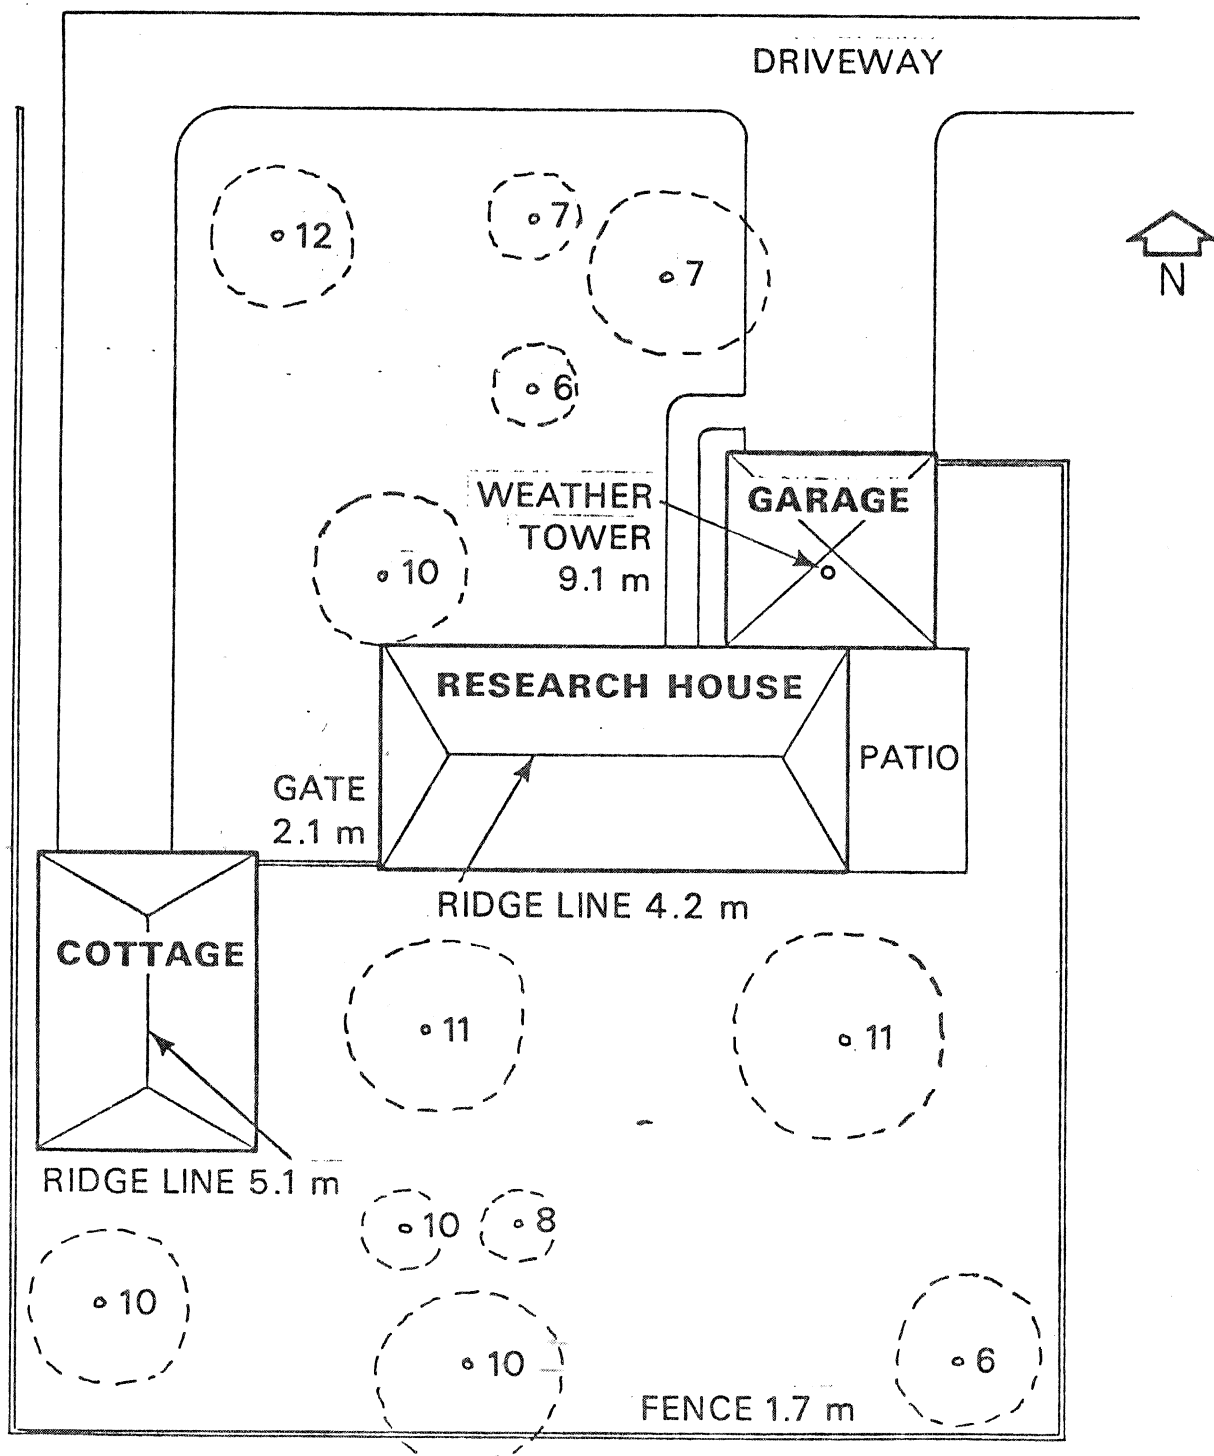 DRIVEWAY
12
7
7
N
6
WEATHER
TOWER
9.1 m
GARAGE
10
RESEARCH HOUSE
PATIO
GATE
2.1 m
RIDGE LINE 4.2 m
COTTAGE
11
11
RIDGE LINE 5.1 m
10
8
10
10
6
FENCE 1.7 m